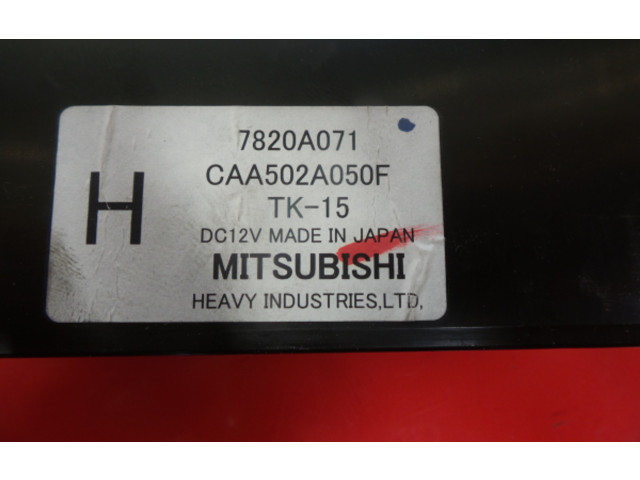 7820A071
CAA502A050F
H
TK-15
DC12V MADE IN JAPAN
MITSUBISHI
HEAVY INDUSTRIES,LTD.